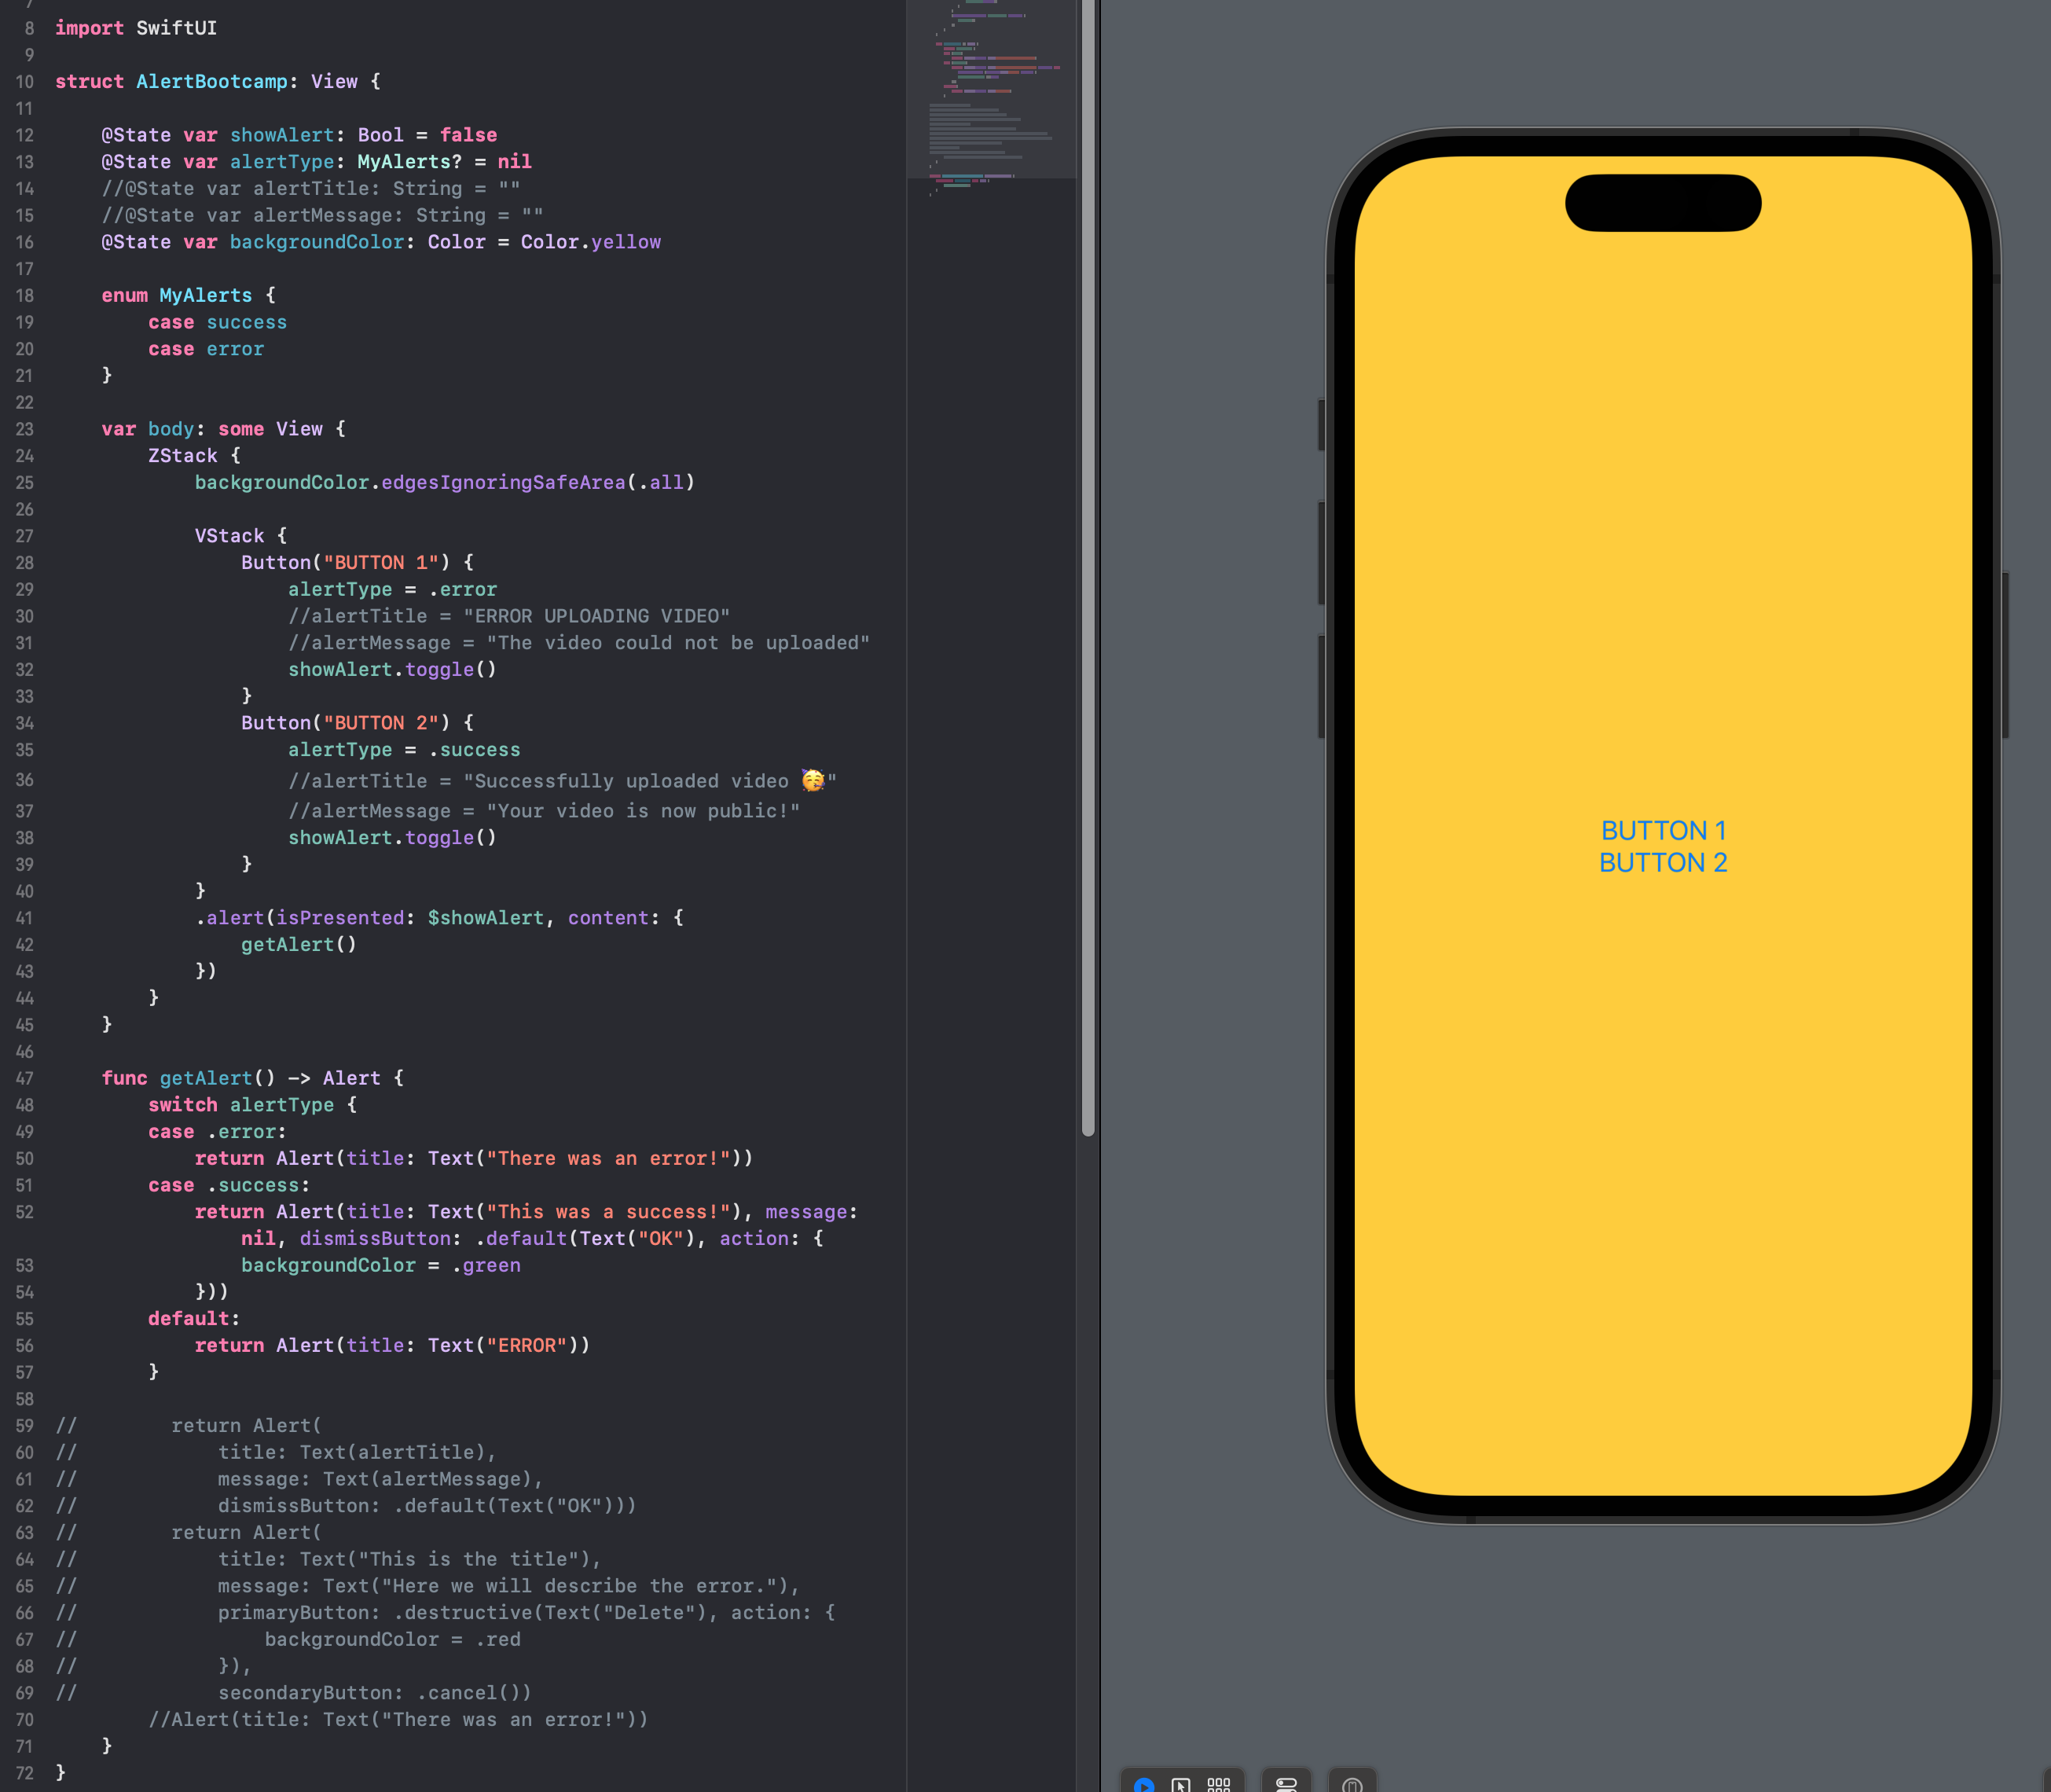 7
8 import SwiftUI
9
10 struct AlertBootcamp: View {
11
12     @State var showAlert: Bool = false
13     @State var alertType: MyAlerts? = nil
14     //@State var alertTitle: String = ""
15     //@State var alertMessage: String = ""
16     @State var backgroundColor: Color = Color.yellow
17
18     enum MyAlerts {
19         case success
20         case error
21     }
22
23     var body: some View {
24         ZStack {
25             backgroundColor.edgesIgnoringSafeArea(.all)
26
27             VStack {
28                 Button("BUTTON 1") {
29                     alertType = .error
30                     //alertTitle = "ERROR UPLOADING VIDEO"
31                     //alertMessage = "The video could not be uploaded"
32                     showAlert.toggle()
33                 }
34                 Button("BUTTON 2") {
35                     alertType = .success
36                     //alertTitle = "Successfully uploaded video 🥳"
37                     //alertMessage = "Your video is now public!"
38                     showAlert.toggle()
39                 }
40             }
41             .alert(isPresented: $showAlert, content: {
42                 getAlert()
43             })
44         }
45     }
46
47     func getAlert() -> Alert {
48         switch alertType {
49         case .error:
50             return Alert(title: Text("There was an error!"))
51         case .success:
52             return Alert(title: Text("This was a success!"), message:
                nil, dismissButton: .default(Text("OK"), action: {
53                 backgroundColor = .green
54             }))
55         default:
56             return Alert(title: Text("ERROR"))
57         }
58
59 //        return Alert(
60 //            title: Text(alertTitle),
61 //            message: Text(alertMessage),
62 //            dismissButton: .default(Text("OK")))
63 //        return Alert(
64 //            title: Text("This is the title"),
65 //            message: Text("Here we will describe the error."),
66 //            primaryButton: .destructive(Text("Delete"), action: {
67 //                backgroundColor = .red
68 //            }),
69 //            secondaryButton: .cancel())
70         //Alert(title: Text("There was an error!"))
71     }
72 }
BUTTON 1
BUTTON 2